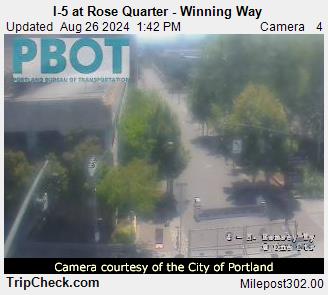 I-5 at Rose Quarter - Winning Way
Updated Aug 26 2024 1:42 PM Camera 4
PBOT
PORTLAND BUREAU OF TRANSPORTATION
Camera courtesy of the City of Portland
TripCheck.com Milepost302.00